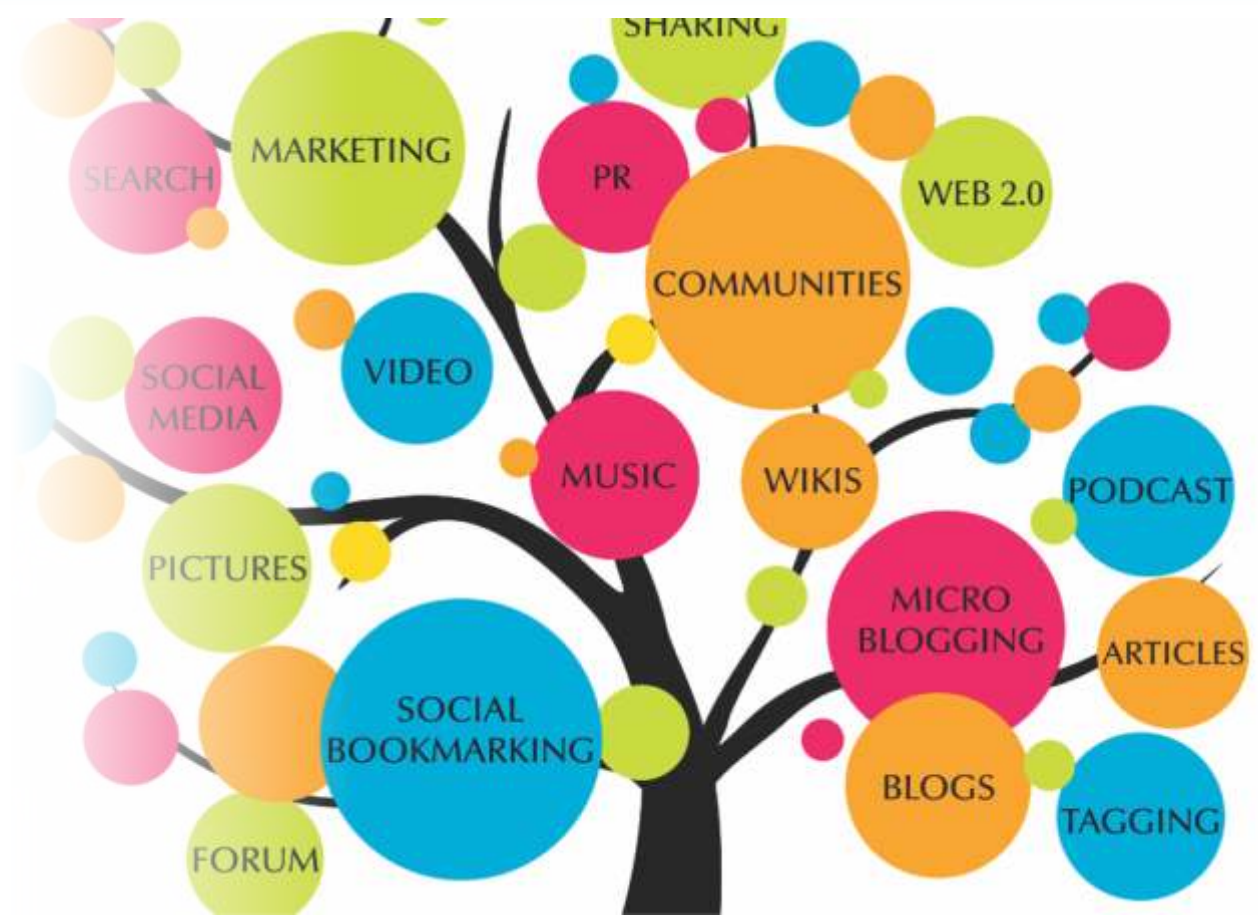 SHARING
MARKETING
SEARCH
PR
WEB 2.0
COMMUNITIES
VIDEO
SOCIAL
MEDIA
MUSIC
WIKIS
PODCAST
PICTURES
MICRO
BLOGGING
ARTICLES
SOCIAL
BOOKMARKING
BLOGS
TAGGING
FORUM